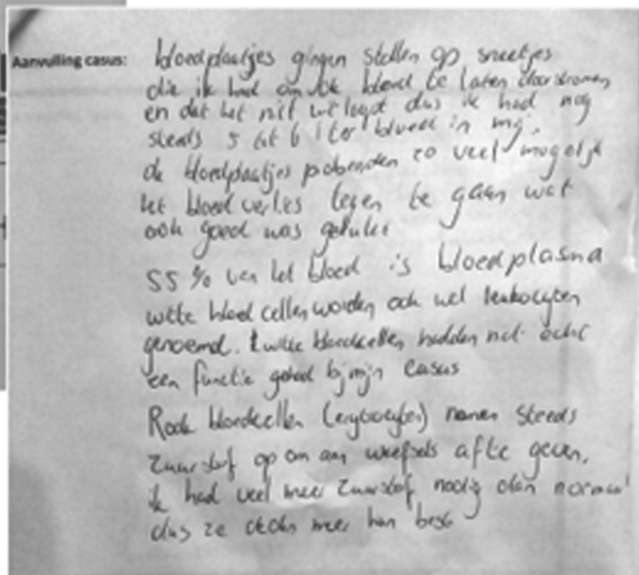 Aanvulling casus: bloedplaatjes gingen stollen op sneetjes
die ik had om bloed te laten doorstromen
en dat het niet dus ik had nog
steeds 5 tot 6 liter bloed in mij.
de bloedplaatjes probeerden zo veel mogelijk
het bloedverlies tegen te gaan wat
ook goed was gelukt
55 % van het bloed is bloedplasma
witte bloedcellen worden ook wel leukocyten
genoemd. witte bloedcellen hadden niet echt
een functie gehad bij mijn casus
Rode bloedcellen (erytrocyten) namen steeds
zuurstof op om aan weefsels af te geven,
ik had veel meer zuurstof nodig dan normaal
dus ze deden meer hun best